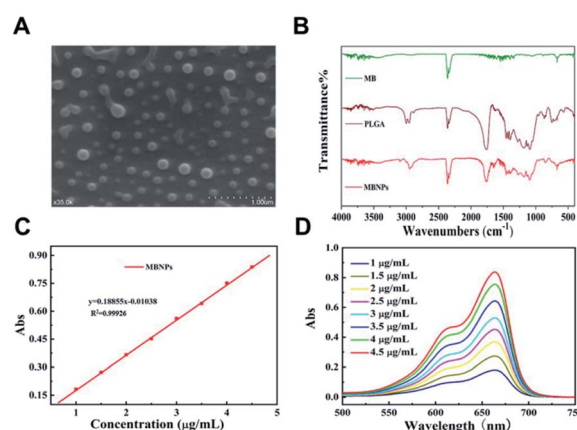 A
x35.0k
1.00um
B
Transmittance%
MB
PLGA
MBNPs
4000 3500 3000 2500 2000 1500 1000 500
Wavenumbers (cm⁻¹)
C
Abs
0.90
0.75
0.60
0.45
0.30
0.15
MBNPs
y=0.18855x-0.01038
R²=0.99926
1 2 3 4 5
Concentration (μg/mL)
D
Abs
1.0
0.8
0.6
0.4
0.2
0.0
1 μg/mL
1.5 μg/mL
2 μg/mL
2.5 μg/mL
3 μg/mL
3.5 μg/mL
4 μg/mL
4.5 μg/mL
500 550 600 650 700 75
Wavelength (nm)